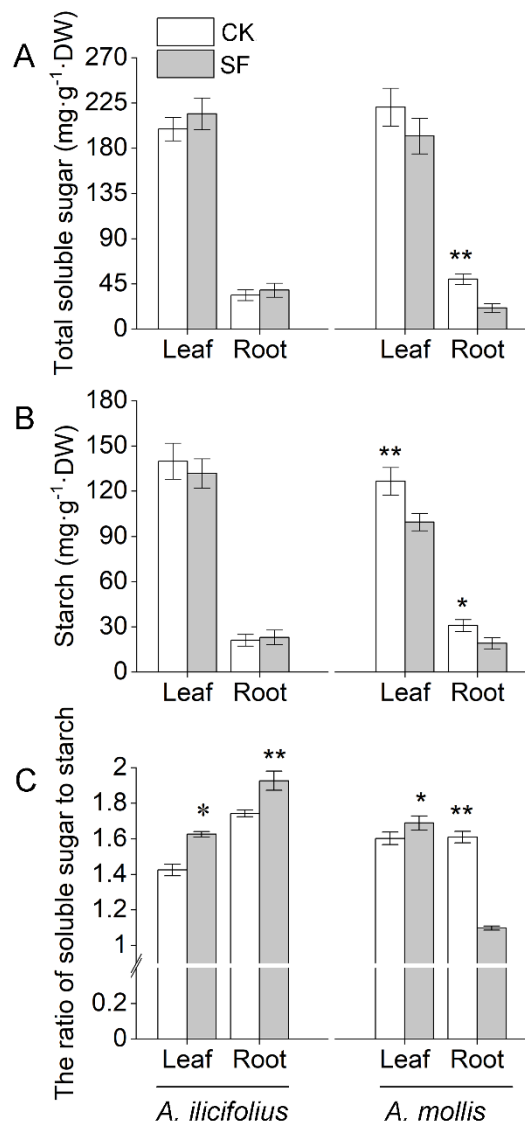 CK
SF
A
Total soluble sugar (mg·g⁻¹·DW)
270
225
180
135
90
45
0
**
Leaf Root Leaf Root
B
Starch (mg·g⁻¹·DW)
180
150
120
90
60
30
0
** *
Leaf Root Leaf Root
C
The ratio of soluble sugar to starch
2
1.8
1.6
1.4
1.2
1
0.2
0
* ** * **
Leaf Root Leaf Root
A. ilicifolius A. mollis